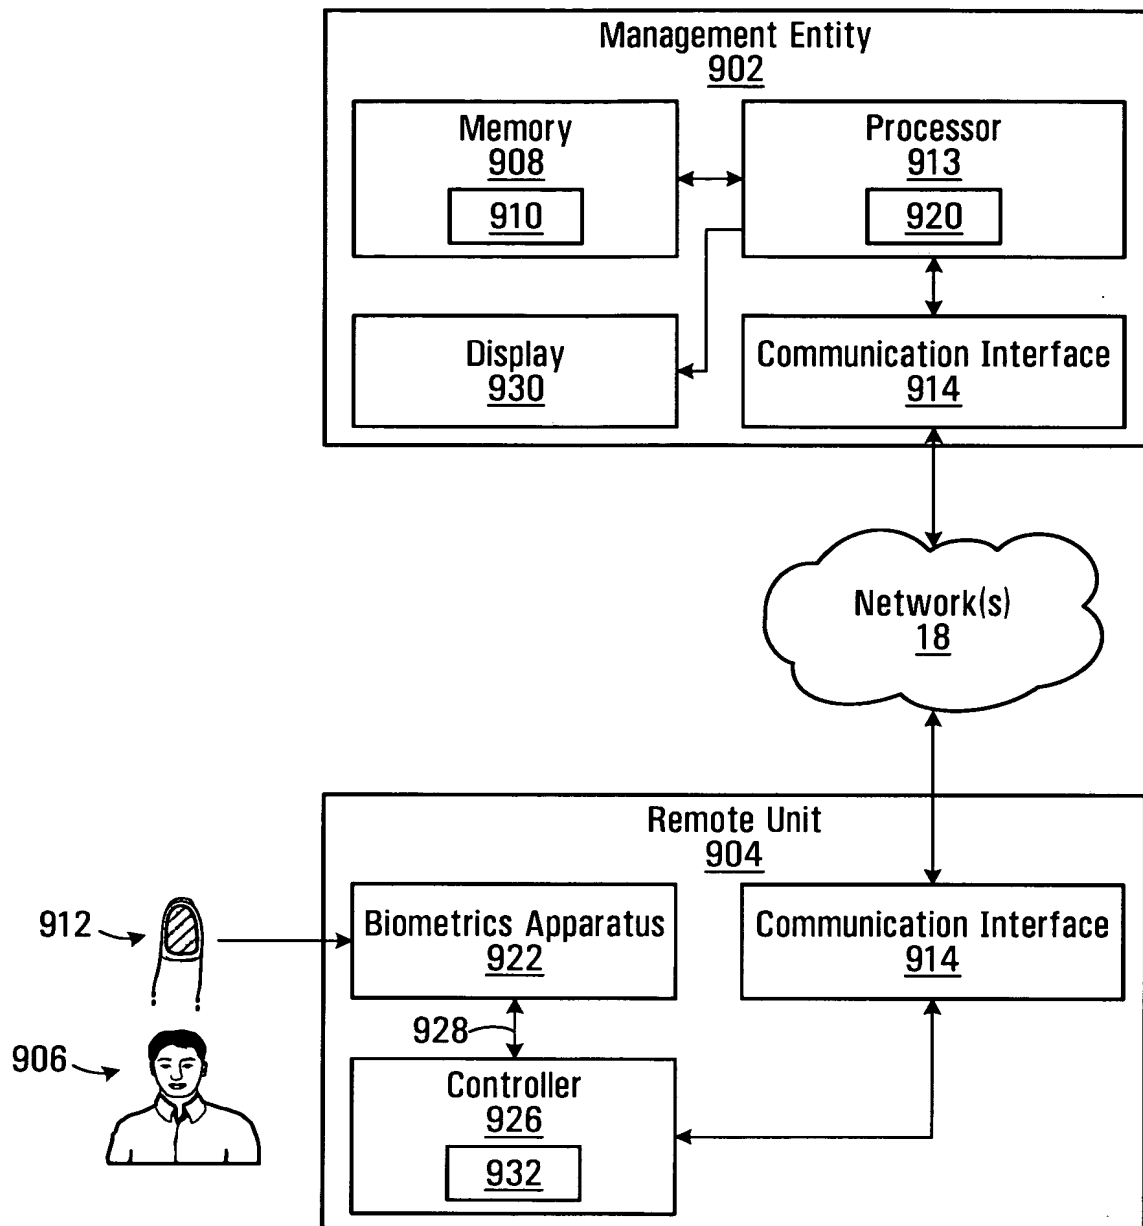 Management Entity
902
Memory
908
910
Processor
913
920
Display
930
Communication Interface
914
Network(s)
18
Remote Unit
904
912
Biometrics Apparatus
922
Communication Interface
914
928
906
Controller
926
932